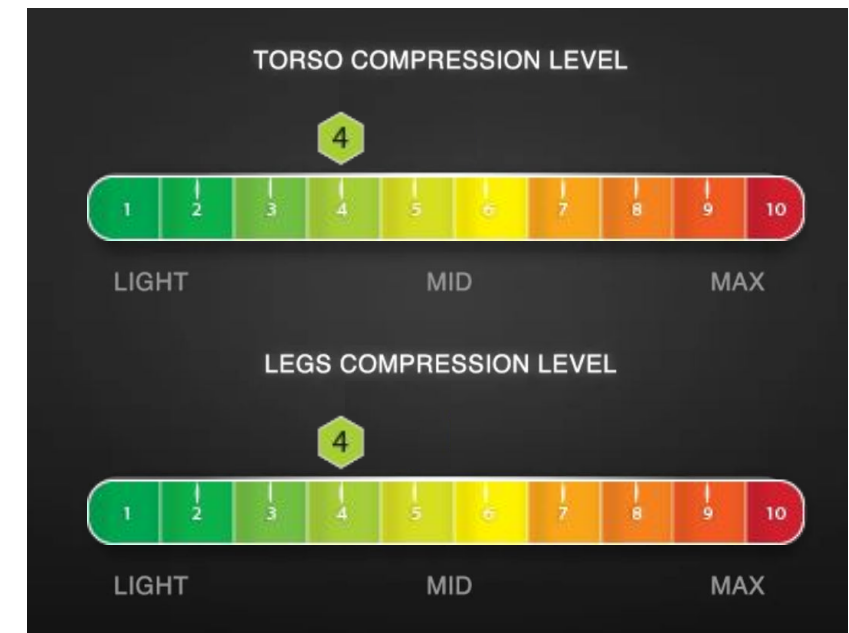 TORSO COMPRESSION LEVEL
4
1 2 3 4 5 6 7 8 9 10
LIGHT MID MAX
LEGS COMPRESSION LEVEL
4
1 2 3 4 5 6 7 8 9 10
LIGHT MID MAX